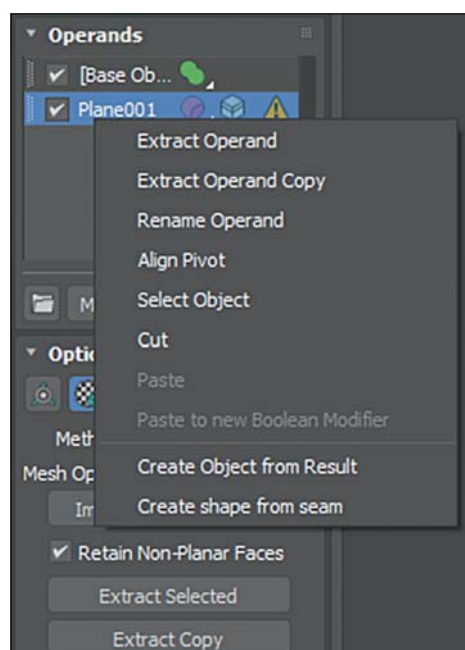 Operands
[Base Ob...
Plane001
Extract Operand
Extract Operand Copy
Rename Operand
Align Pivot
Select Object
M
Cut
Optio
Paste
Paste to new Boolean Modifier
Meth
Create Object from Result
Mesh Op
Create shape from seam
Im
Retain Non-Planar Faces
Extract Selected
Extract Copy